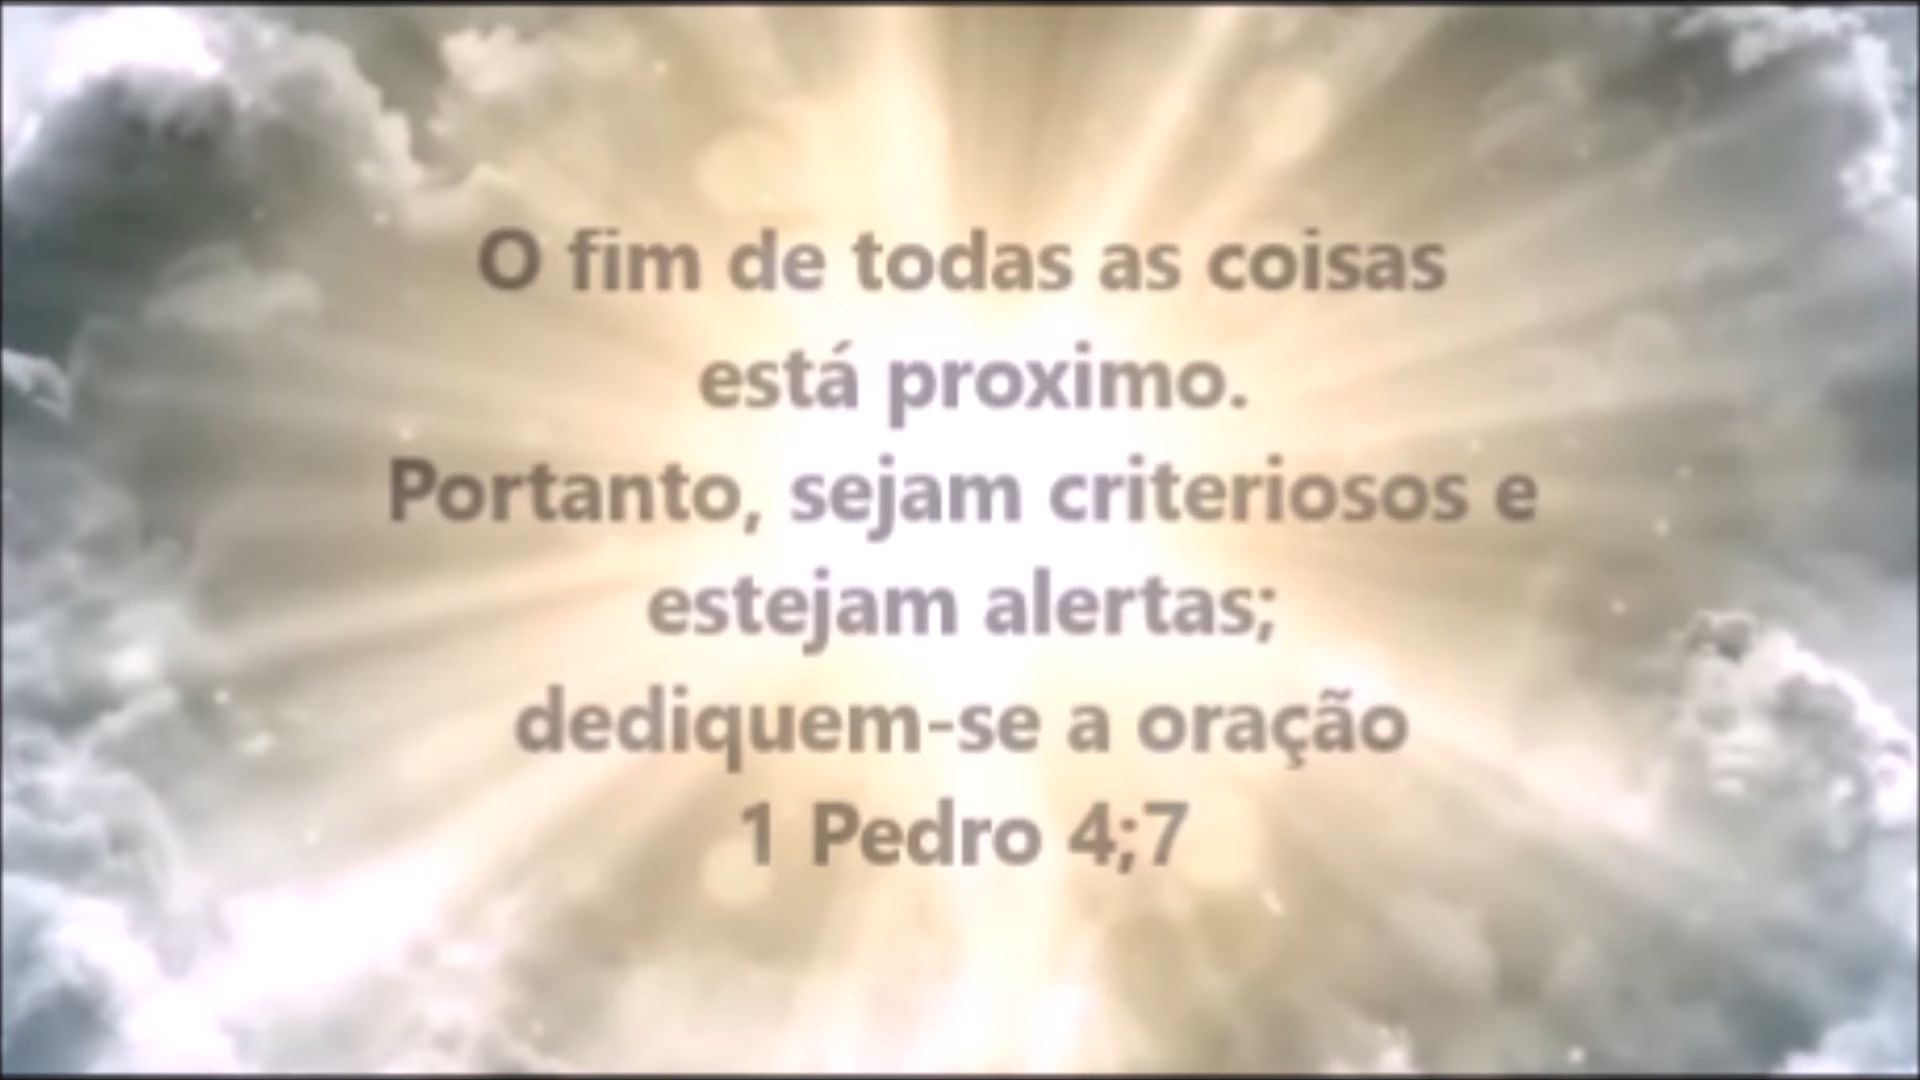 O fim de todas as coisas
está proximo.
Portanto, sejam criteriosos e
estejam alertas;
dediquem-se a oração
1 Pedro 4;7